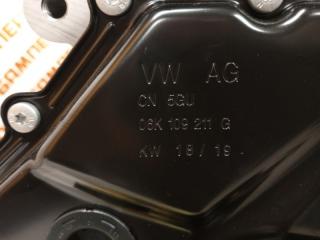 VW AG
CN 5GU
06K 109 211 G
KW 18/19